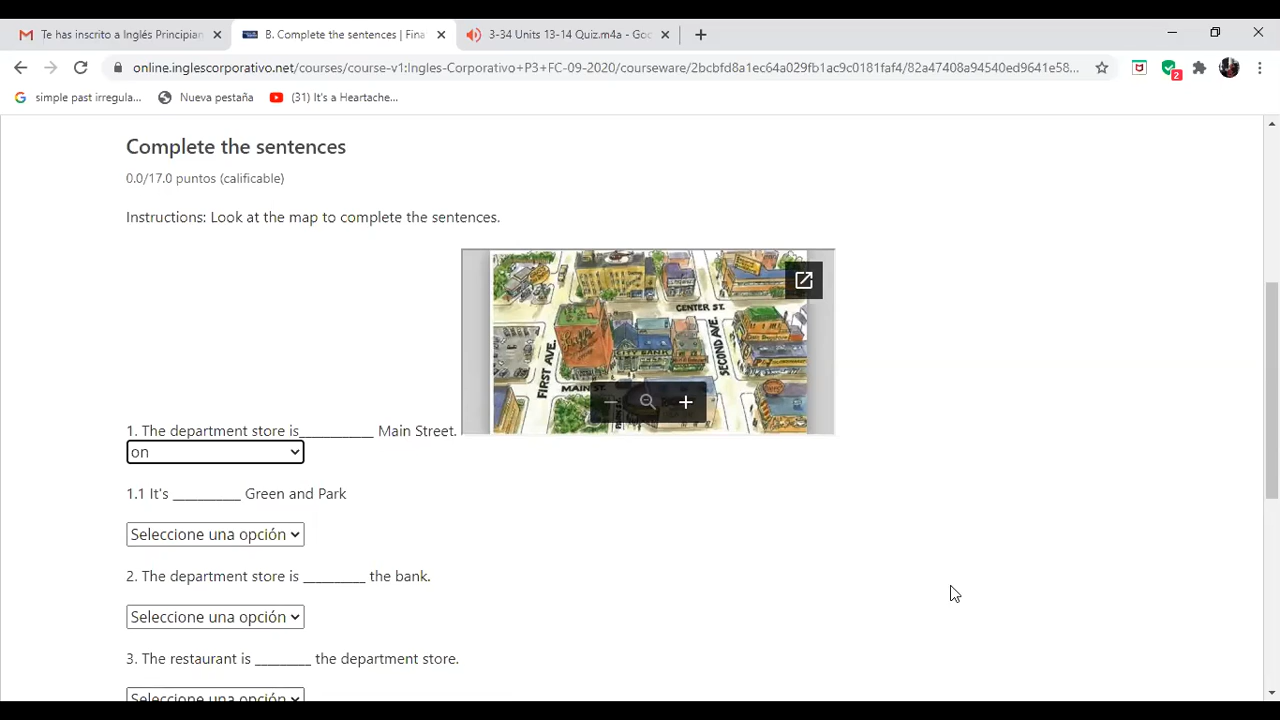 Te has inscrito a Inglés Principian
B. Complete the sentences | Fina
3-34 Units 13-14 Quiz.m4a - Goo
online.inglescorporativo.net/courses/course-v1:Ingles-Corporativo+P3+FC-09-2020/courseware/2bcbfd8a1ec64a029fb1ac9c0181faf4/82a47408a94540ed9641e58...
2
simple past irregula...
Nueva pestaña
(31) It's a Heartache...
Complete the sentences
0.0/17.0 puntos (calificable)
Instructions: Look at the map to complete the sentences.
CENTER ST.
FIRST AVE.
SECOND AVE.
BANK
MAIN ST.
1. The department store is____________ Main Street.
on
1.1 It's __________ Green and Park
Seleccione una opción
2. The department store is _________ the bank.
Seleccione una opción
3. The restaurant is ________ the department store.
Seleccione una opción